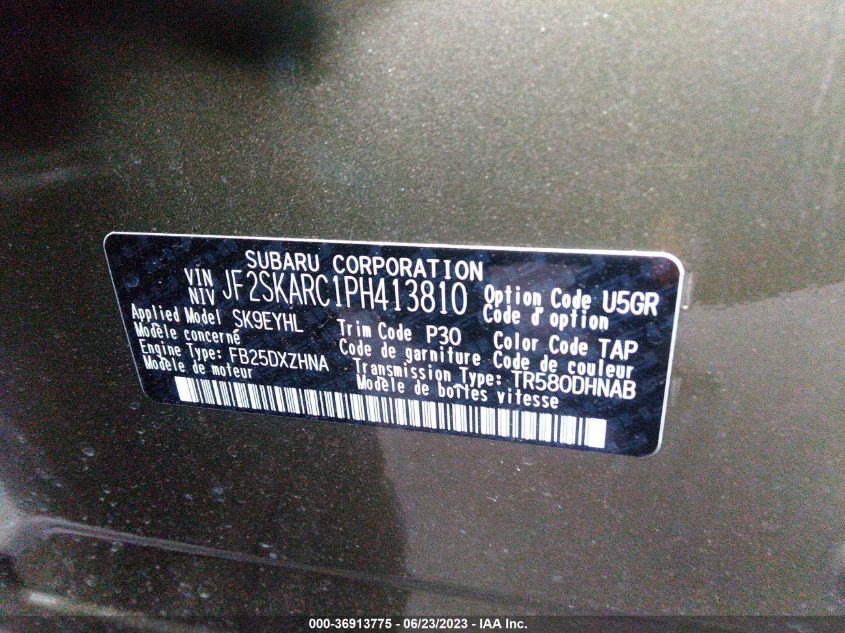 SUBARU CORPORATION
VIN
NIV JF2SKARC1PH413810
Option Code U5GR
Code d'option
Applied Model SK9EYHL
Modèle concerné
Trim Code P30
Code de garniture
Color Code TAP
Code de couleur
Engine Type: FB25DXZHNA
Modèle de moteur
Transmission Type: TR580DHNAB
Modèle de boîtes vitesse
000-36913775 - 06/23/2023 - IAA Inc.